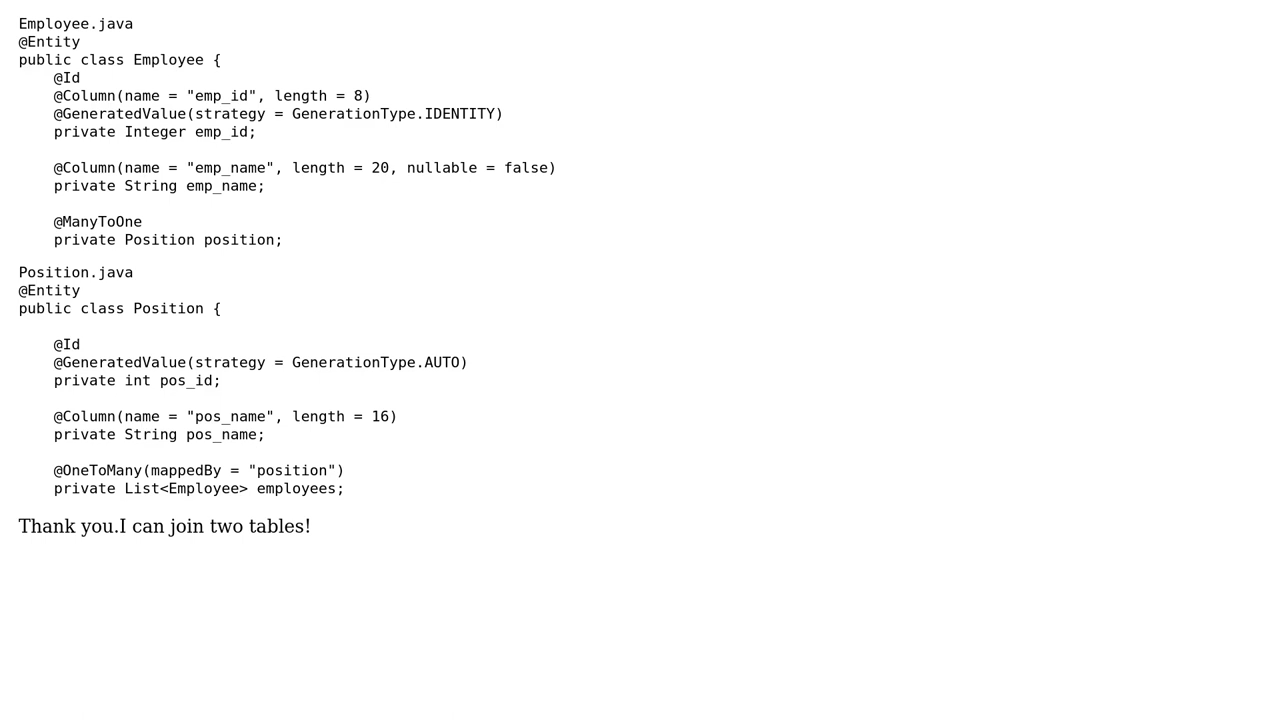 Employee.java
@Entity
public class Employee {
    @Id
    @Column(name = "emp_id", length = 8)
    @GeneratedValue(strategy = GenerationType.IDENTITY)
    private Integer emp_id;

    @Column(name = "emp_name", length = 20, nullable = false)
    private String emp_name;

    @ManyToOne
    private Position position;

Position.java
@Entity
public class Position {

    @Id
    @GeneratedValue(strategy = GenerationType.AUTO)
    private int pos_id;

    @Column(name = "pos_name", length = 16)
    private String pos_name;

    @OneToMany(mappedBy = "position")
    private List<Employee> employees;

Thank you.I can join two tables!